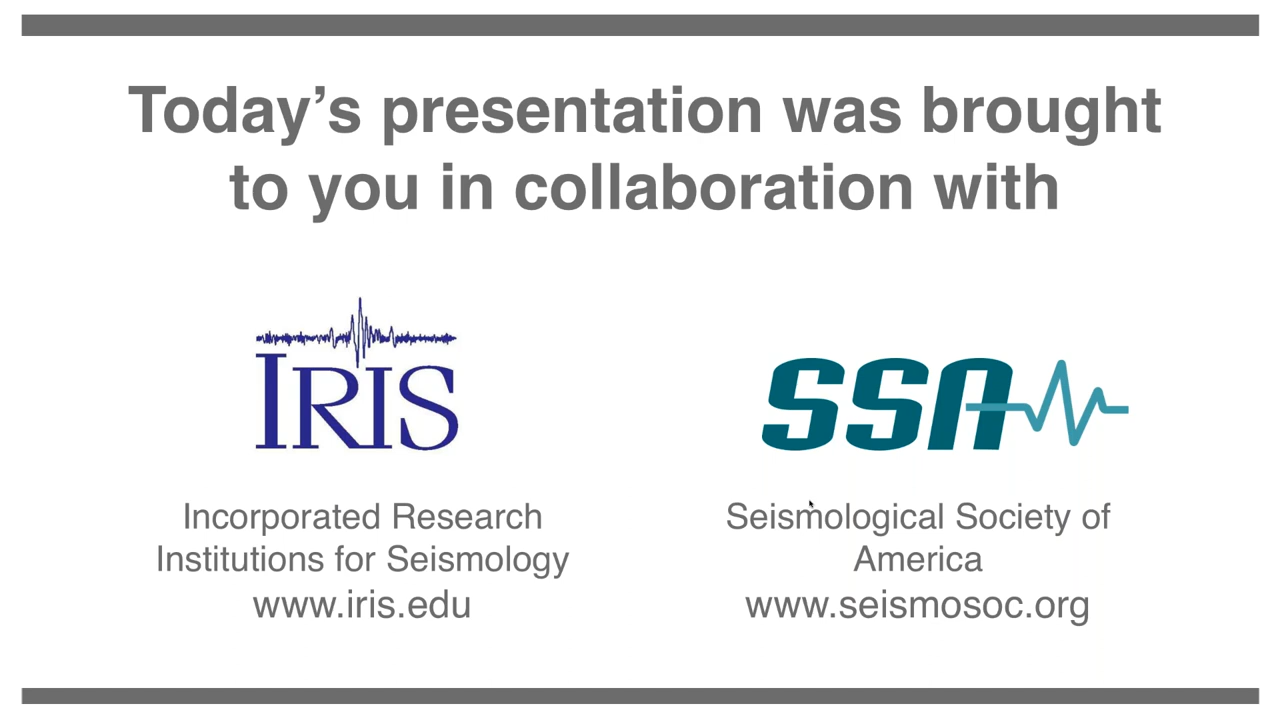 Today’s presentation was brought
to you in collaboration with
IRIS
SSA
Incorporated Research
Institutions for Seismology
www.iris.edu
Seismological Society of
America
www.seismosoc.org